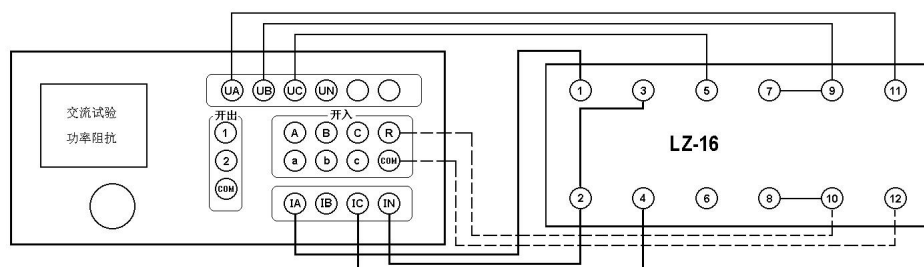 UA UB UC UN
交流试验
功率阻抗
开出
1
2
COM
开入
A B C R
a b c COM
IA IB IC IN
1 3 5 7 9 11
LZ-16
2 4 6 8 10 12